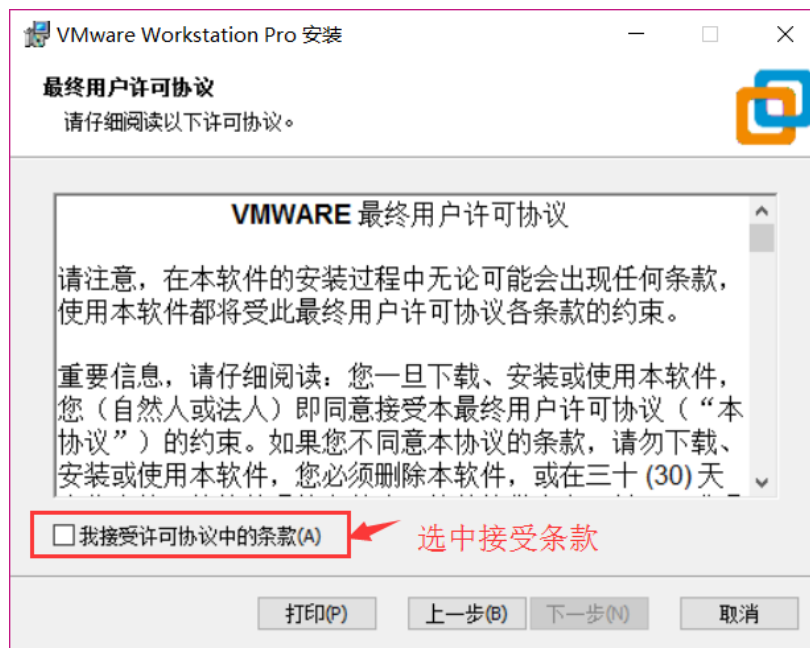 VMware Workstation Pro 安装
最终用户许可协议
请仔细阅读以下许可协议。
VMWARE 最终用户许可协议
请注意，在本软件的安装过程中无论可能会出现任何条款，
使用本软件都将受此最终用户许可协议各条款的约束。
重要信息，请仔细阅读：您一旦下载、安装或使用本软件，
您（自然人或法人）即同意接受本最终用户许可协议（“本
协议”）的约束。如果您不同意本协议的条款，请勿下载、
安装或使用本软件，您必须删除本软件，或在三十 (30) 天
我接受许可协议中的条款(A)
选中接受条款
打印(P)
上一步(B)
下一步(N)
取消